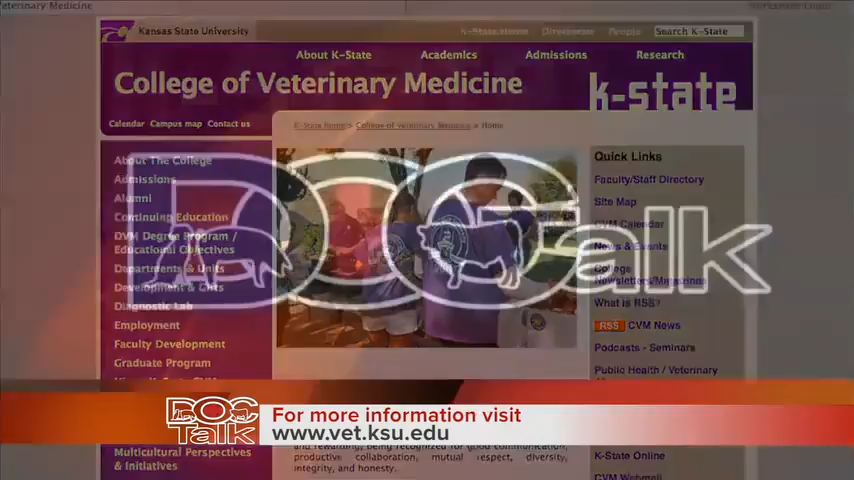 Veterinary Medicine
Kansas State University
K-State Home
Directories
People
Search K-State
About K-State
Academics
Admissions
Research
College of Veterinary Medicine
k-state
Calendar Campus map Contact us
K-State home > College of Veterinary Medicine > Home
About The College
Admissions
Alumni
Continuing Education
DVM Degree Program /
Educational Objectives
Departments & Units
Development & Gifts
Diagnostic Lab
Employment
Faculty Development
Graduate Program
Multicultural Perspectives
& Initiatives
DOC Talk
Quick Links
Faculty/Staff Directory
Site Map
CVM Calendar
News & Events
College
Newsletters/Magazines
What is RSS?
RSS CVM News
Podcasts - Seminars
Public Health / Veterinary
DOC
Talk
For more information visit
www.vet.ksu.edu
and rewarding, being recognized for good communication,
productive collaboration, mutual respect, diversity,
integrity, and honesty.
K-State Online
CVM Webmail